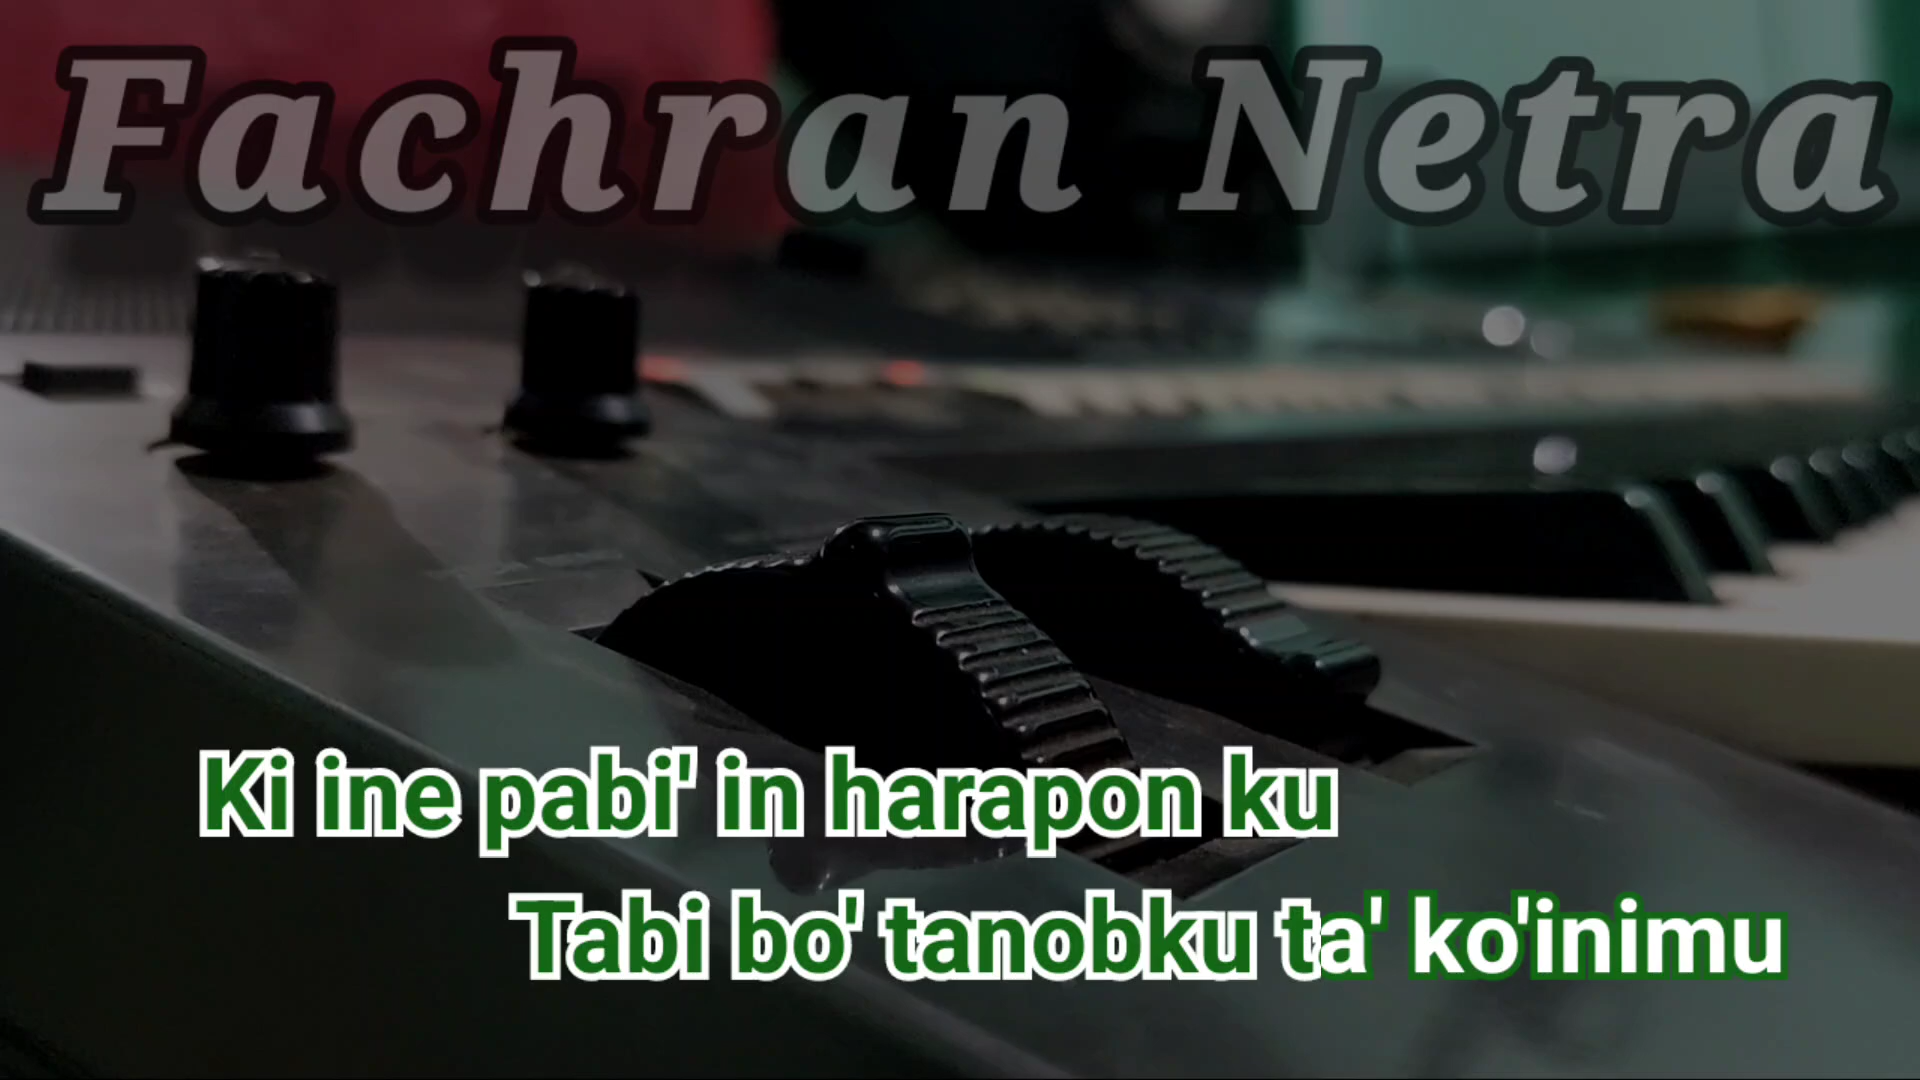 Fachran Netra
Ki ine pabi' in harapon ku
Tabi bo' tanobku ta' ko'inimu